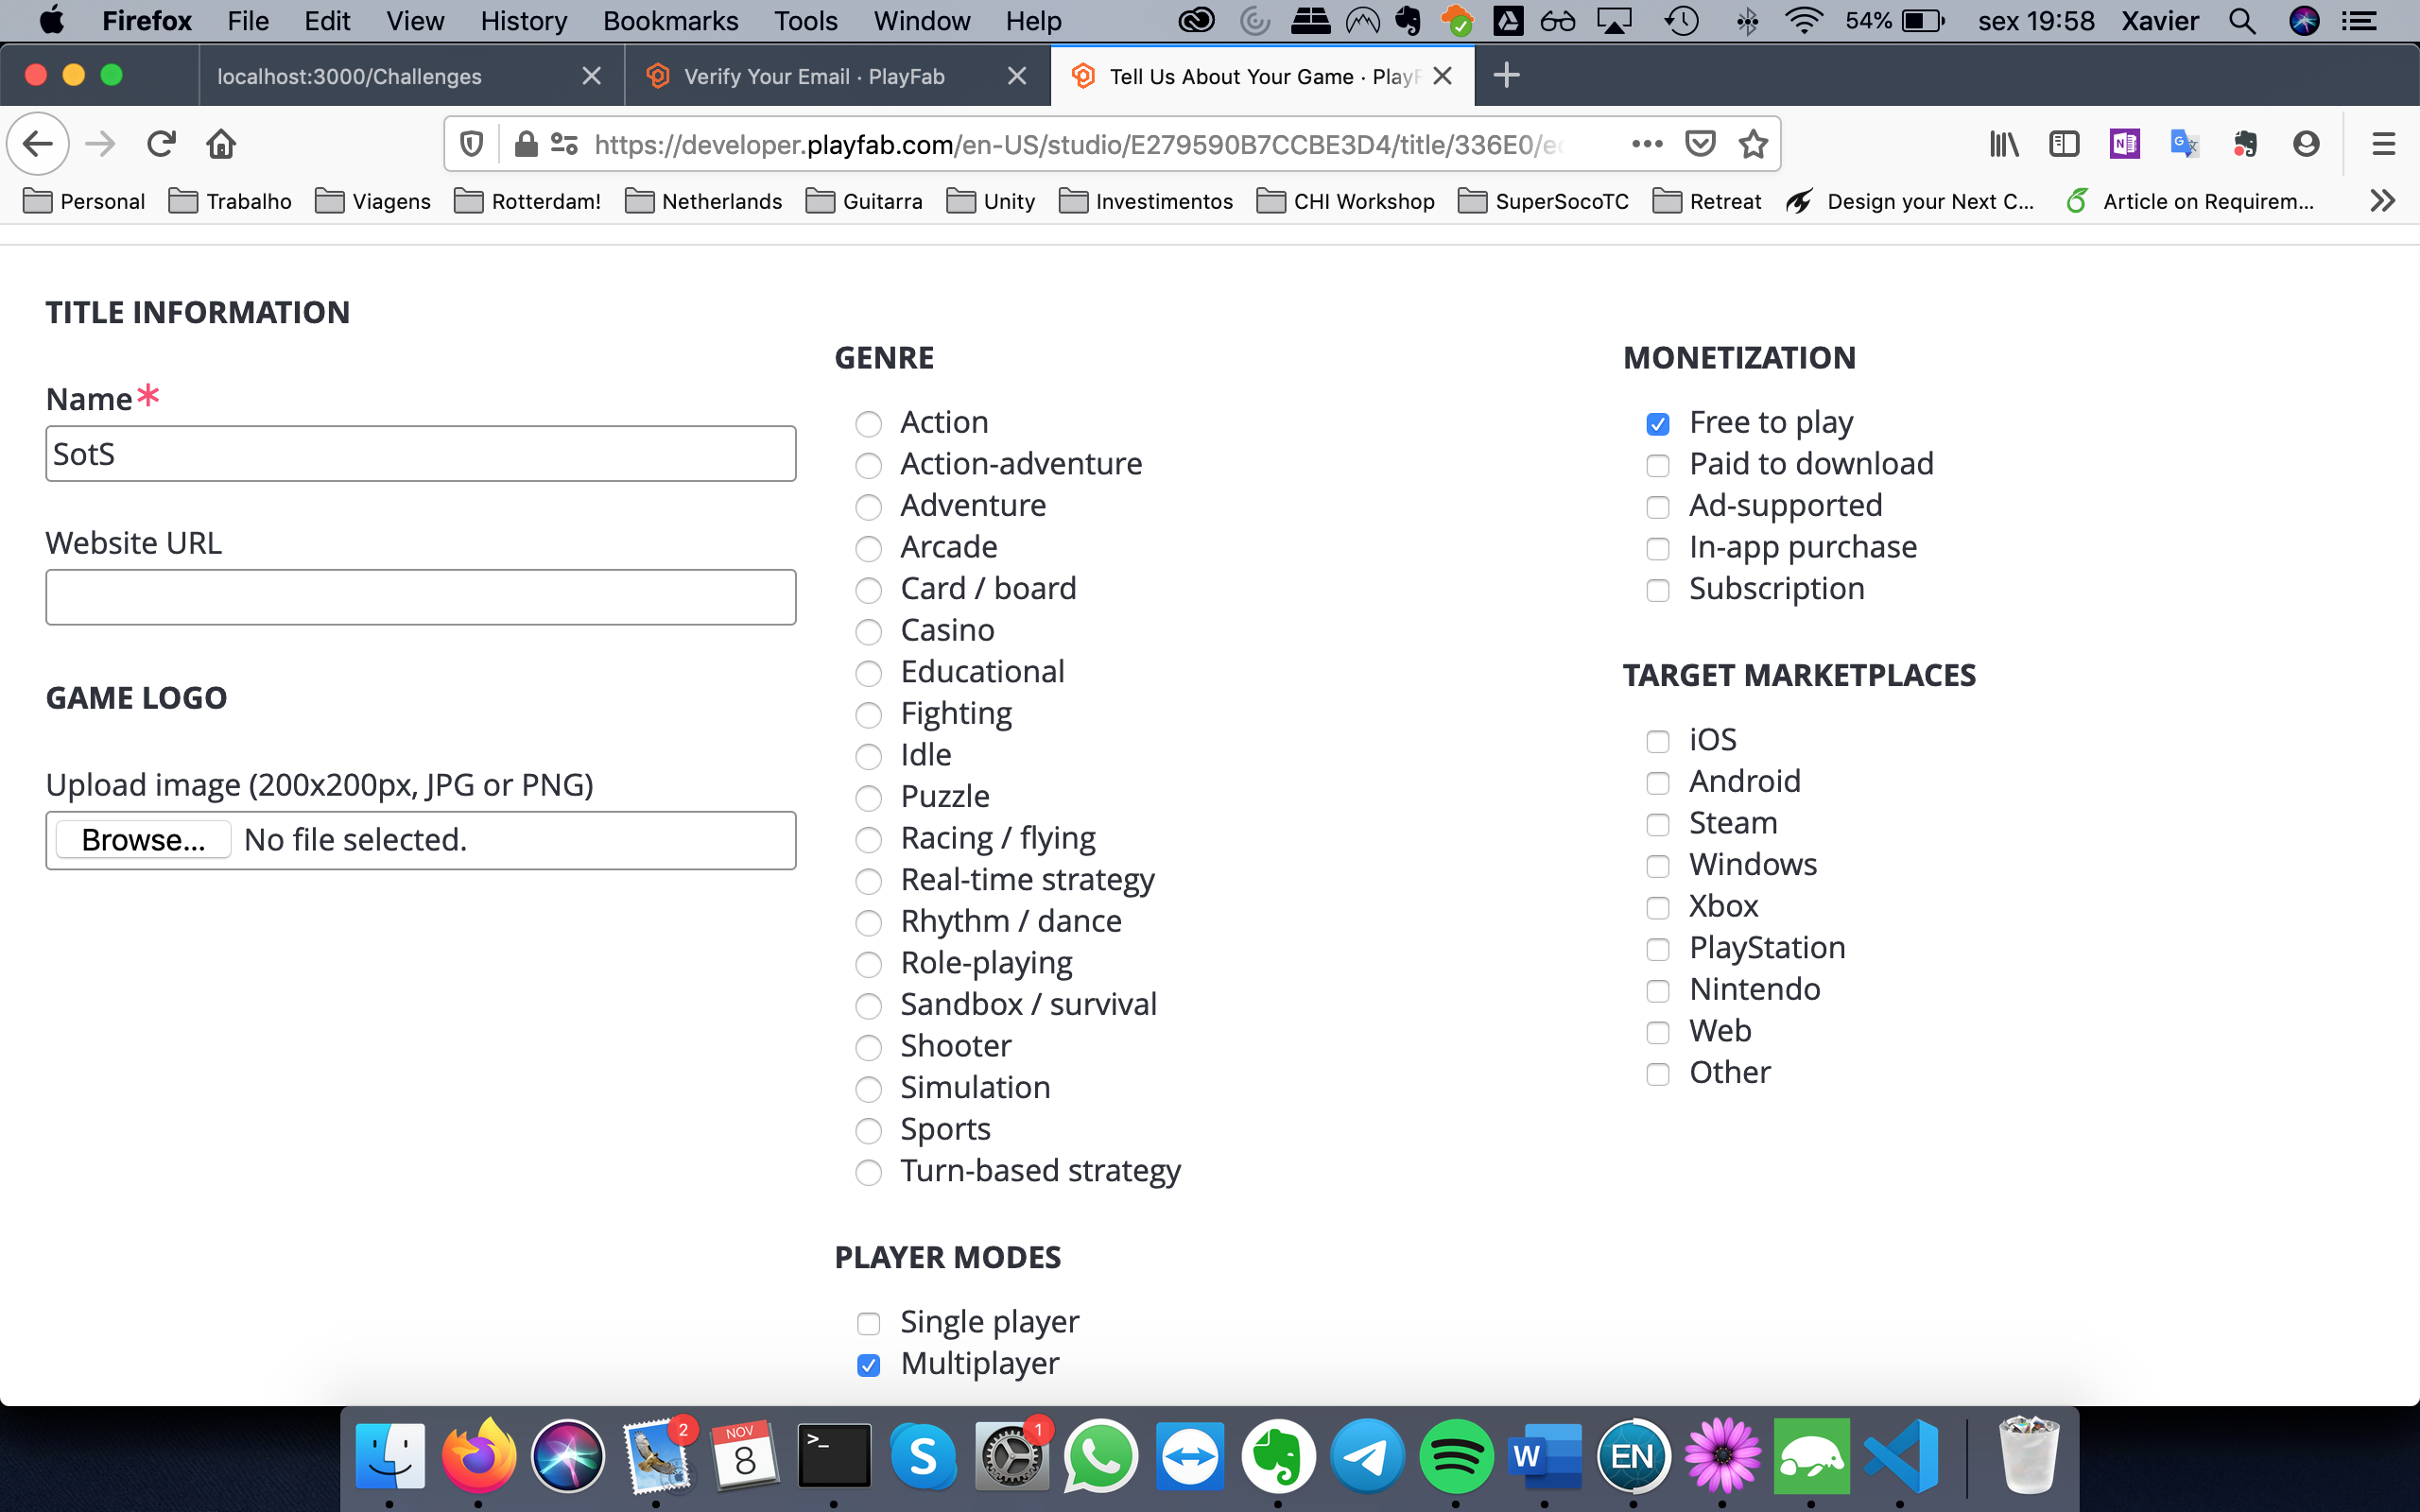 Firefox File Edit View History Bookmarks Tools Window Help 54% sex 19:58 Xavier
localhost:3000/Challenges Verify Your Email · PlayFab Tell Us About Your Game · Play
https://developer.playfab.com/en-US/studio/E279590B7CCBE3D4/title/336E0/
Personal Trabalho Viagens Rotterdam! Netherlands Guitarra Unity Investimentos CHI Workshop SuperSocoTC Retreat Design your Next C... Article on Requirem...
TITLE INFORMATION
Name*
SotS
Website URL
GAME LOGO
Upload image (200x200px, JPG or PNG)
Browse... No file selected.
GENRE
Action
Action-adventure
Adventure
Arcade
Card / board
Casino
Educational
Fighting
Idle
Puzzle
Racing / flying
Real-time strategy
Rhythm / dance
Role-playing
Sandbox / survival
Shooter
Simulation
Sports
Turn-based strategy
PLAYER MODES
Single player
Multiplayer
MONETIZATION
Free to play
Paid to download
Ad-supported
In-app purchase
Subscription
TARGET MARKETPLACES
iOS
Android
Steam
Windows
Xbox
PlayStation
Nintendo
Web
Other
2 NOV 8 >_ S 1 W EN